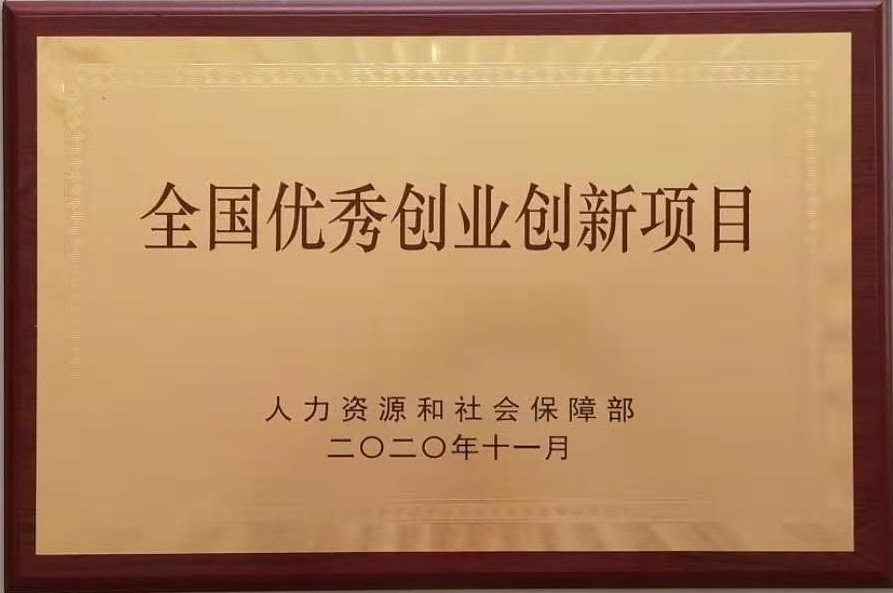 全国优秀创业创新项目
人力资源和社会保障部
二〇二〇年十一月